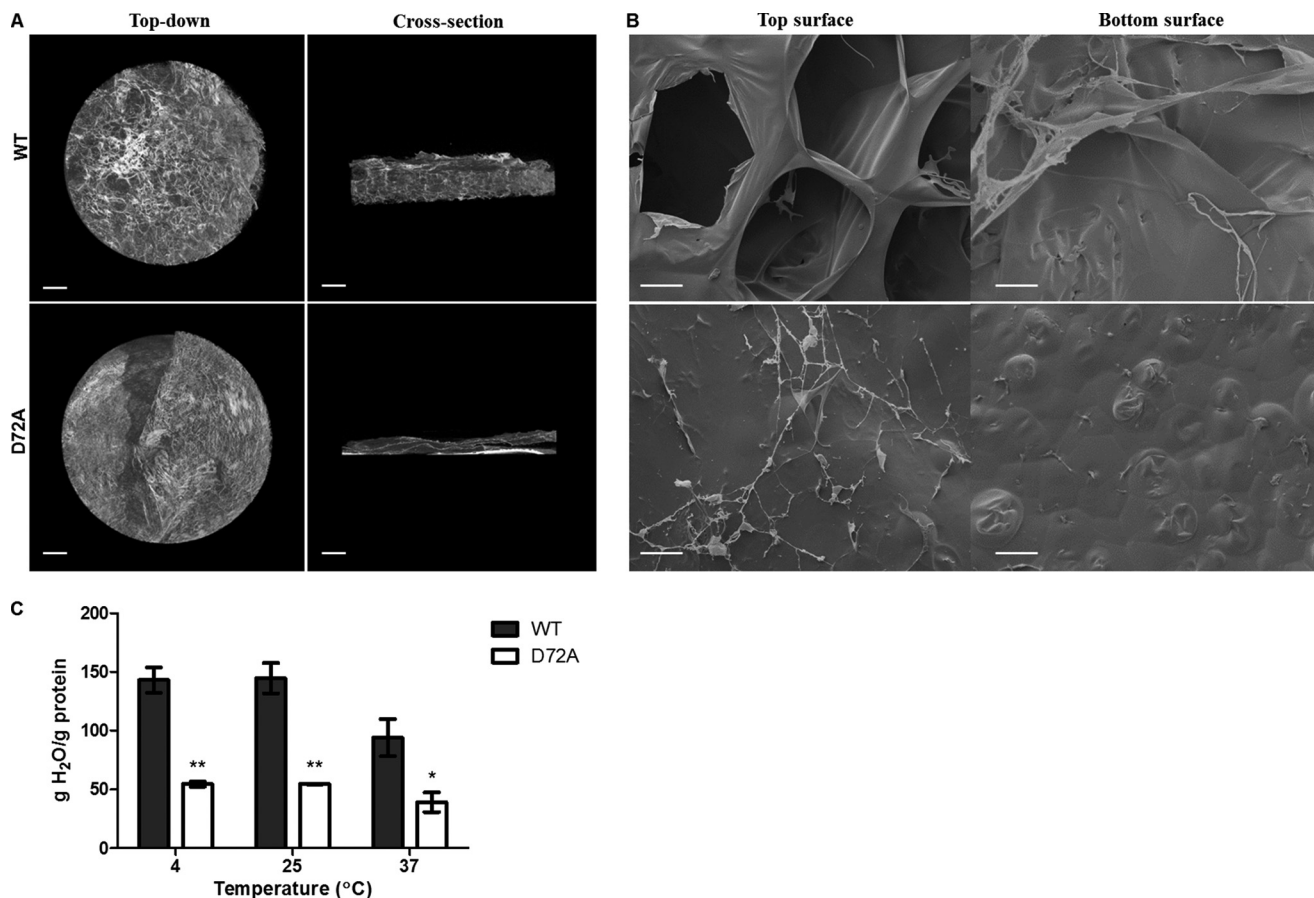 A
Top-down
Cross-section
WT
D72A
B
Top surface
Bottom surface
C
g H₂O/g protein
200
150
100
50
0
**
**
*
4
25
37
Temperature (°C)
WT
D72A